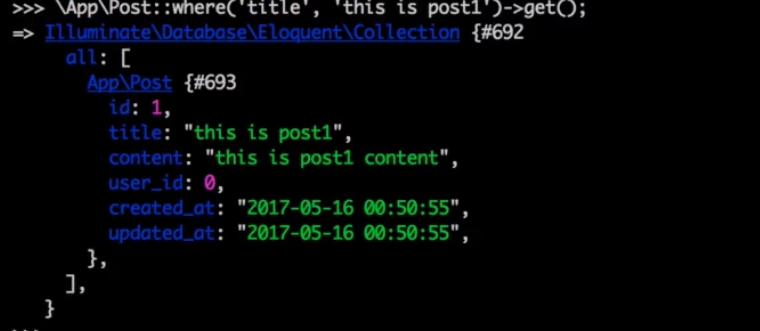 >>> \App\Post::where('title', 'this is post1')->get();
=> Illuminate\Database\Eloquent\Collection {#692
all: [
App\Post {#693
id: 1,
title: "this is post1",
content: "this is post1 content",
user_id: 0,
created_at: "2017-05-16 00:50:55",
updated_at: "2017-05-16 00:50:55",
},
],
}
>>>